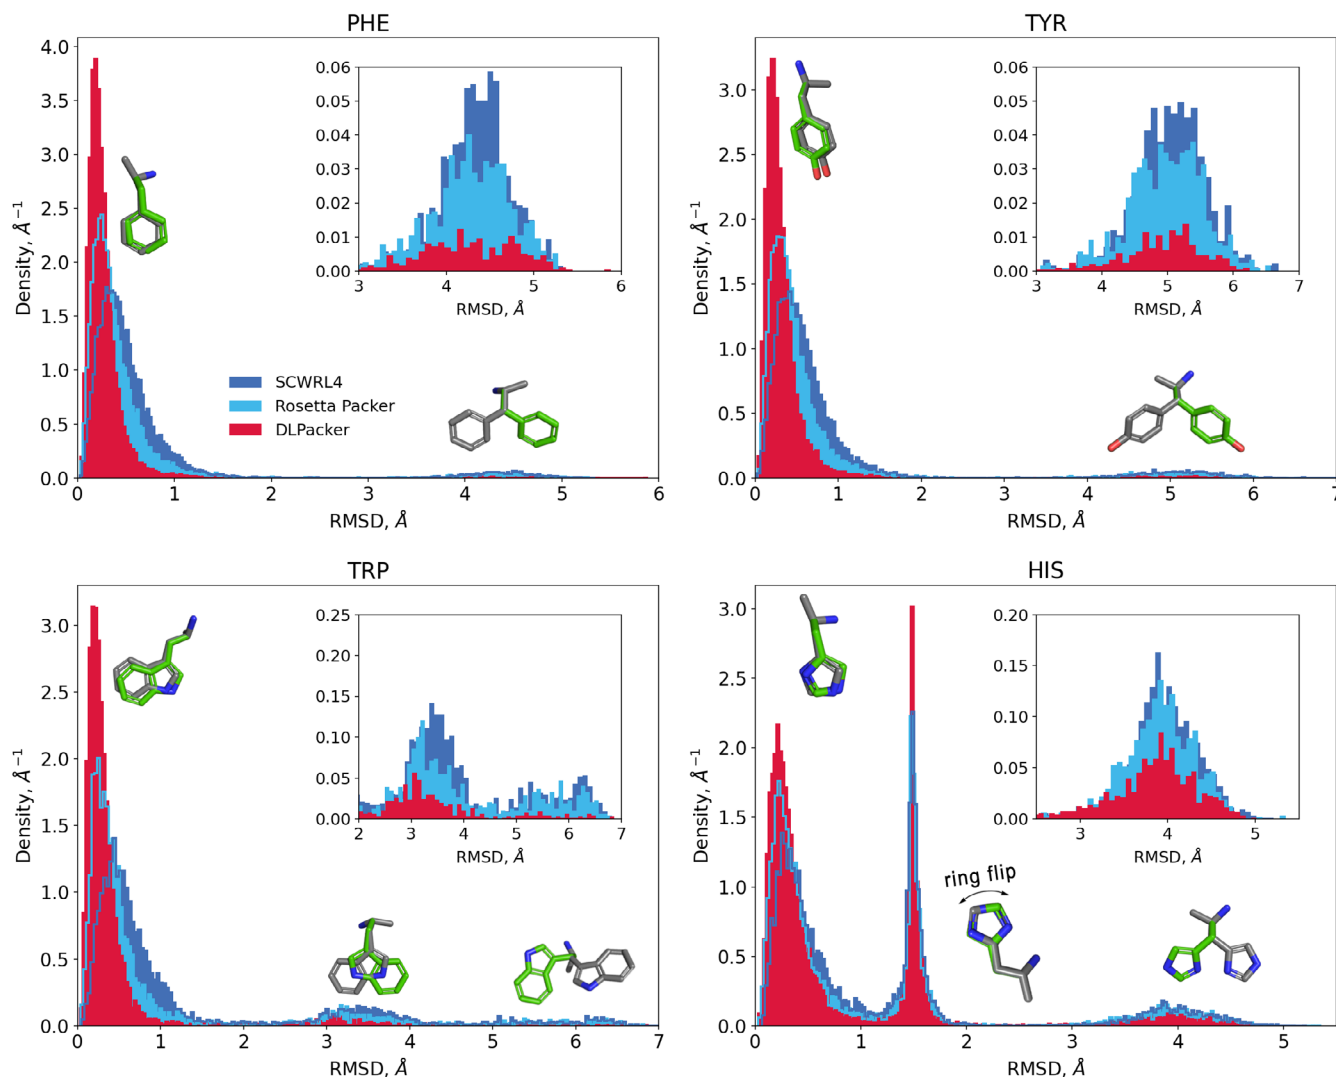 PHE
Density, Å⁻¹
4.0
3.5
3.0
2.5
2.0
1.5
1.0
0.5
0.0
0 1 2 3 4 5 6
RMSD, Å
0.06
0.05
0.04
0.03
0.02
0.01
0.00
3 4 5 6
RMSD, Å
SCWRL4
Rosetta Packer
DLPacker
TYR
Density, Å⁻¹
3.0
2.5
2.0
1.5
1.0
0.5
0.0
0 1 2 3 4 5 6 7
RMSD, Å
0.06
0.05
0.04
0.03
0.02
0.01
0.00
3 4 5 6 7
RMSD, Å
TRP
Density, Å⁻¹
3.0
2.5
2.0
1.5
1.0
0.5
0.0
0 1 2 3 4 5 6 7
RMSD, Å
0.25
0.20
0.15
0.10
0.05
0.00
2 3 4 5 6 7
RMSD, Å
HIS
Density, Å⁻¹
3.0
2.5
2.0
1.5
1.0
0.5
0.0
0 1 2 3 4 5
RMSD, Å
0.20
0.15
0.10
0.05
0.00
3 4 5
RMSD, Å
ring flip